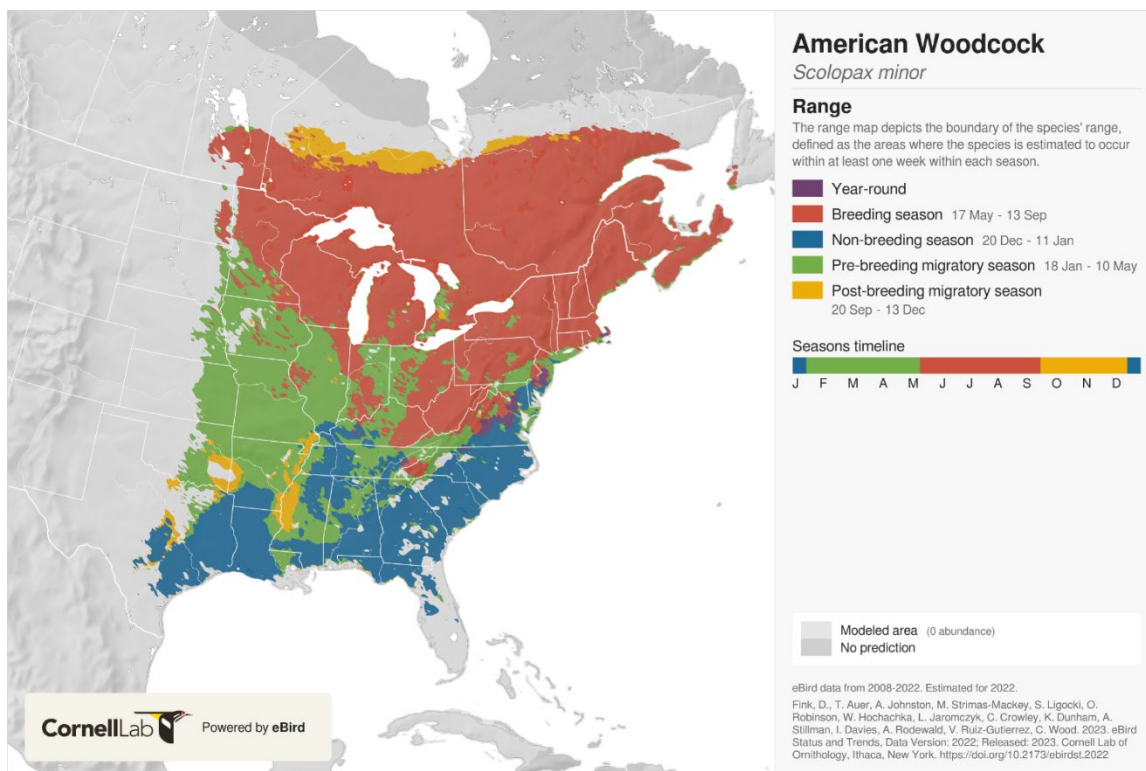 American Woodcock
Scolopax minor
Range
The range map depicts the boundary of the species' range,
defined as the areas where the species is estimated to occur
within at least one week within each season.
Year-round
Breeding season 17 May - 13 Sep
Non-breeding season 20 Dec - 11 Jan
Pre-breeding migratory season 18 Jan - 10 May
Post-breeding migratory season
20 Sep - 13 Dec
Seasons timeline
J F M A M J J A S O N D
Modeled area (0 abundance)
No prediction
eBird data from 2008-2022. Estimated for 2022.
Fink, D., T. Auer, A. Johnston, M. Strimas-Mackey, S. Ligocki, O.
Robinson, W. Hochachka, L. Jaromczyk, C. Crowley, K. Dunham, A.
Stillman, I. Davies, A. Rodewald, V. Ruiz-Gutierrez, C. Wood. 2023. eBird
Status and Trends, Data Version: 2022; Released: 2023. Cornell Lab of
Ornithology, Ithaca, New York. https://doi.org/10.2173/ebirdst.2022
CornellLab Powered by eBird